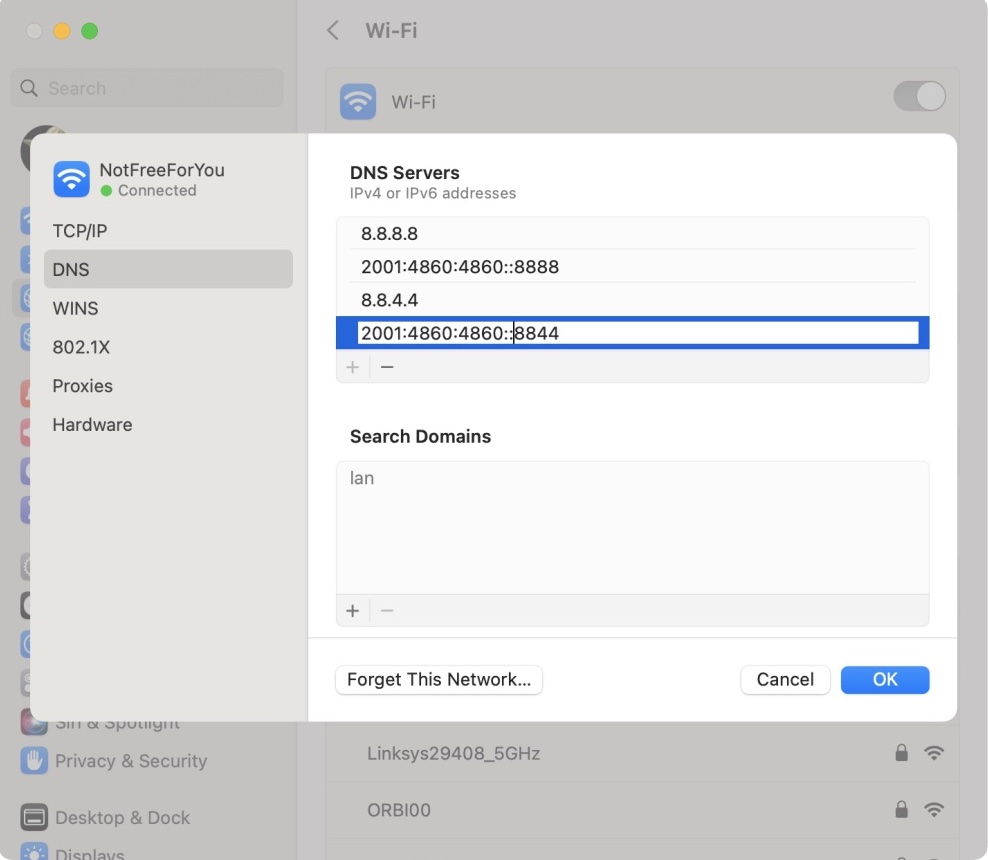 Wi-Fi
Search
Wi-Fi
NotFreeForYou
Connected
TCP/IP
DNS
WINS
802.1X
Proxies
Hardware
DNS Servers
IPv4 or IPv6 addresses
8.8.8.8
2001:4860:4860::8888
8.8.4.4
2001:4860:4860::8844
+ −
Search Domains
lan
+ −
Forget This Network...
Cancel
OK
Siri & Spotlight
Privacy & Security
Desktop & Dock
Displays
Linksys29408_5GHz
ORBI00